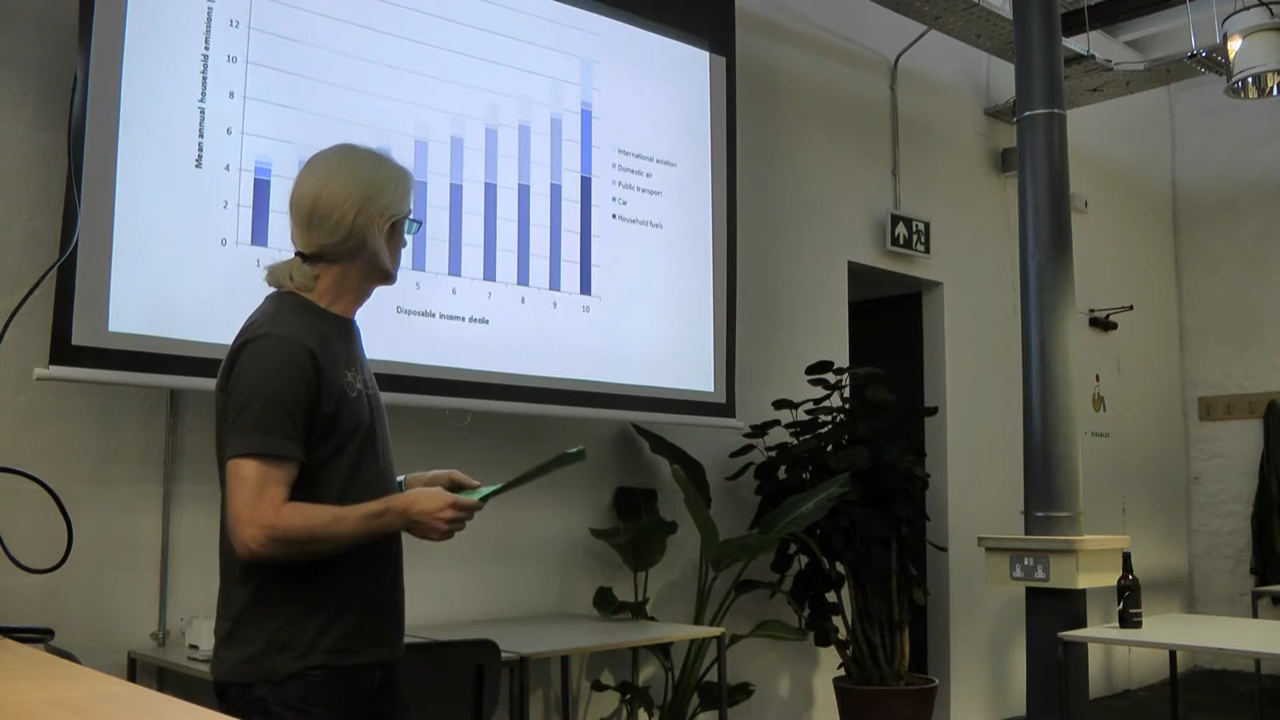 Mean annual household emissions (
12
10
8
6
4
2
0
1
5
6
7
8
9
10
Disposable income decile
International aviation
Domestic air
Public transport
Car
Household fuels
DISABLED